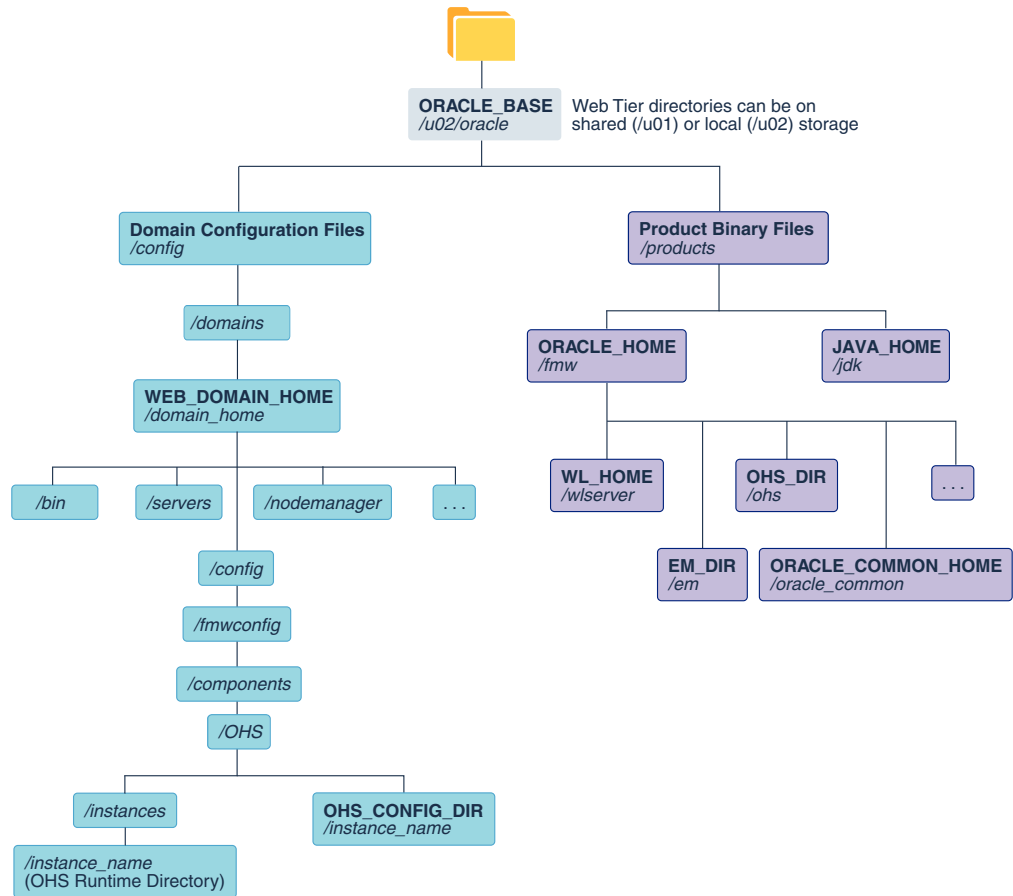 ORACLE_BASE
/u02/oracle
Web Tier directories can be on
shared (/u01) or local (/u02) storage
Domain Configuration Files
/config
Product Binary Files
/products
/domains
ORACLE_HOME
/fmw
JAVA_HOME
/jdk
WEB_DOMAIN_HOME
/domain_home
/bin
/servers
/nodemanager
. . .
WL_HOME
/wlserver
OHS_DIR
/ohs
. . .
EM_DIR
/em
ORACLE_COMMON_HOME
/oracle_common
/config
/fmwconfig
/components
/OHS
/instances
OHS_CONFIG_DIR
/instance_name
/instance_name
(OHS Runtime Directory)